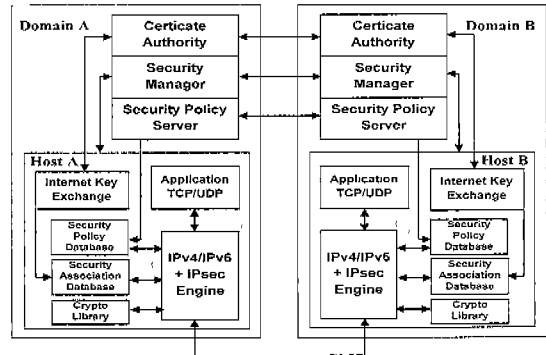 Domain A
Certicate
Authority
Security
Manegor
Security Policy
Server
Host A
Internet Key
Exchange
Application
TCP/UDP
Security
Policy
Database
Security
Association
Database
Crypto
Library
IPv4/IPv6
+ IPsec
Engine
Domain B
Certicate
Authority
Security
Manager
Security Policy
Server
Host B
Application
TCP/UDP
Internet Key
Exchange
IPv4/IPv6
+ IPsec
Engine
Security
Policy
Database
Security
Association
Database
Crypto
Library